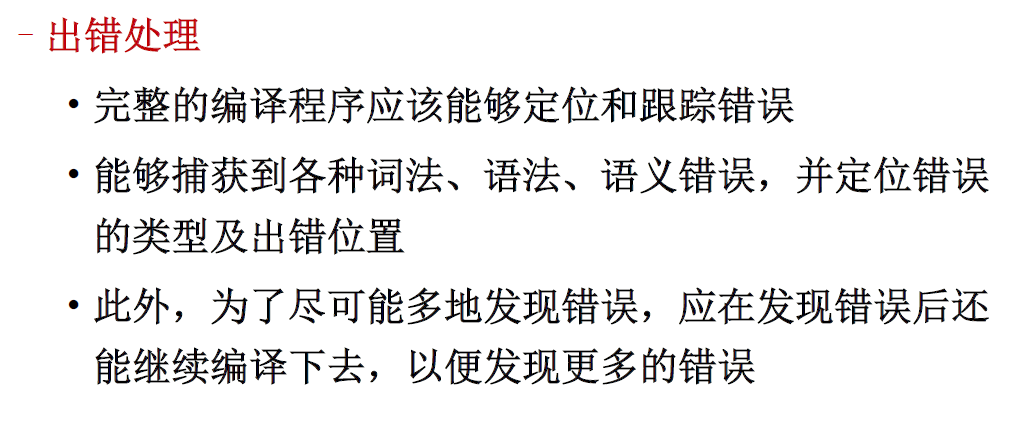 – 出错处理
• 完整的编译程序应该能够定位和跟踪错误
• 能够捕获到各种词法、语法、语义错误，并定位错误
的类型及出错位置
• 此外，为了尽可能多地发现错误，应在发现错误后还
能继续编译下去，以便发现更多的错误